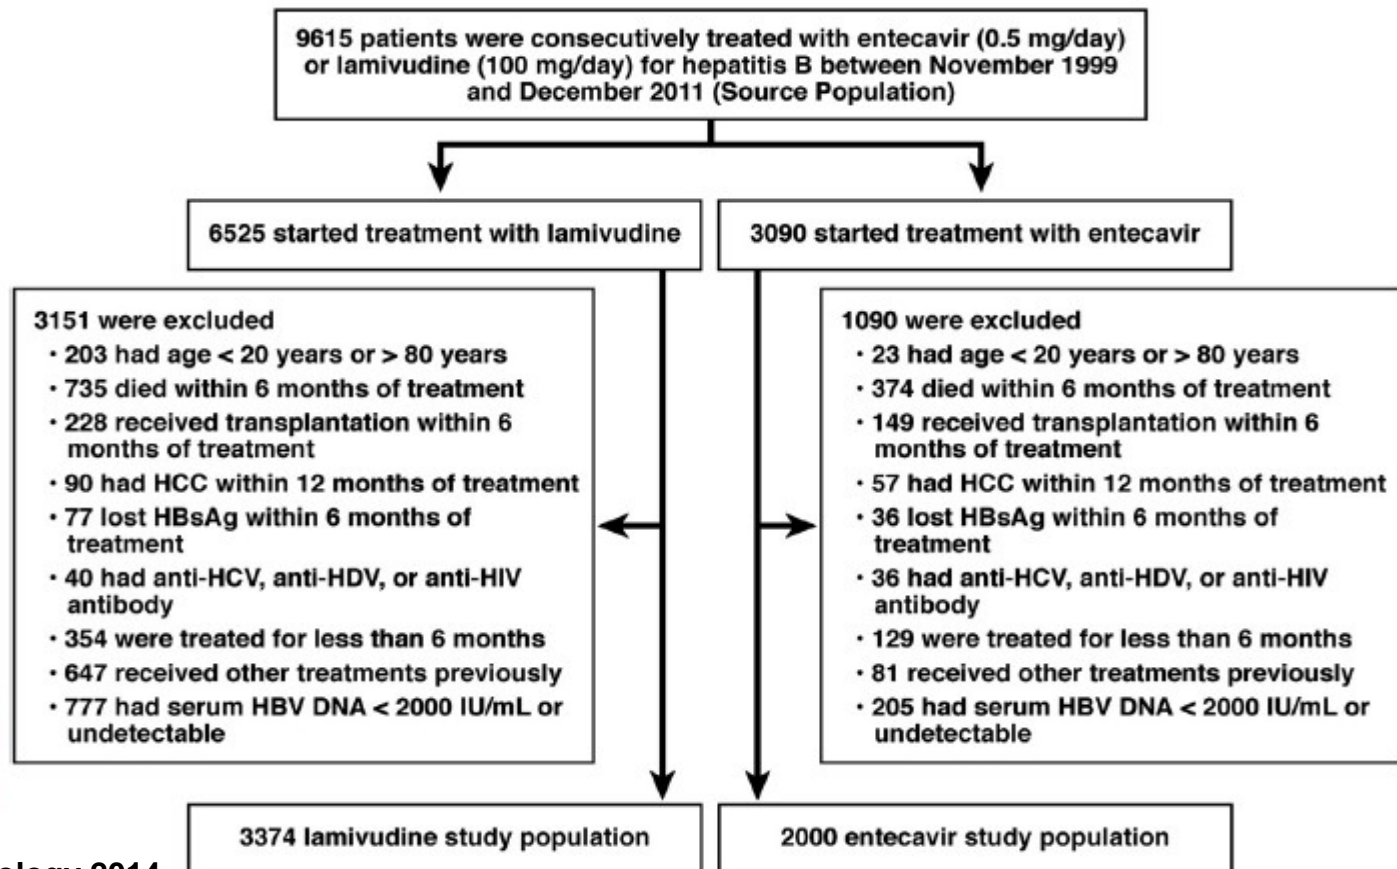 9615 patients were consecutively treated with entecavir (0.5 mg/day)
or lamivudine (100 mg/day) for hepatitis B between November 1999
and December 2011 (Source Population)
6525 started treatment with lamivudine
3090 started treatment with entecavir
3151 were excluded
· 203 had age < 20 years or > 80 years
· 735 died within 6 months of treatment
· 228 received transplantation within 6
months of treatment
· 90 had HCC within 12 months of treatment
· 77 lost HBsAg within 6 months of
treatment
· 40 had anti-HCV, anti-HDV, or anti-HIV
antibody
· 354 were treated for less than 6 months
· 647 received other treatments previously
· 777 had serum HBV DNA < 2000 IU/mL or
undetectable
1090 were excluded
· 23 had age < 20 years or > 80 years
· 374 died within 6 months of treatment
· 149 received transplantation within 6
months of treatment
· 57 had HCC within 12 months of treatment
· 36 lost HBsAg within 6 months of
treatment
· 36 had anti-HCV, anti-HDV, or anti-HIV
antibody
· 129 were treated for less than 6 months
· 81 received other treatments previously
· 205 had serum HBV DNA < 2000 IU/mL or
undetectable
3374 lamivudine study population
2000 entecavir study population